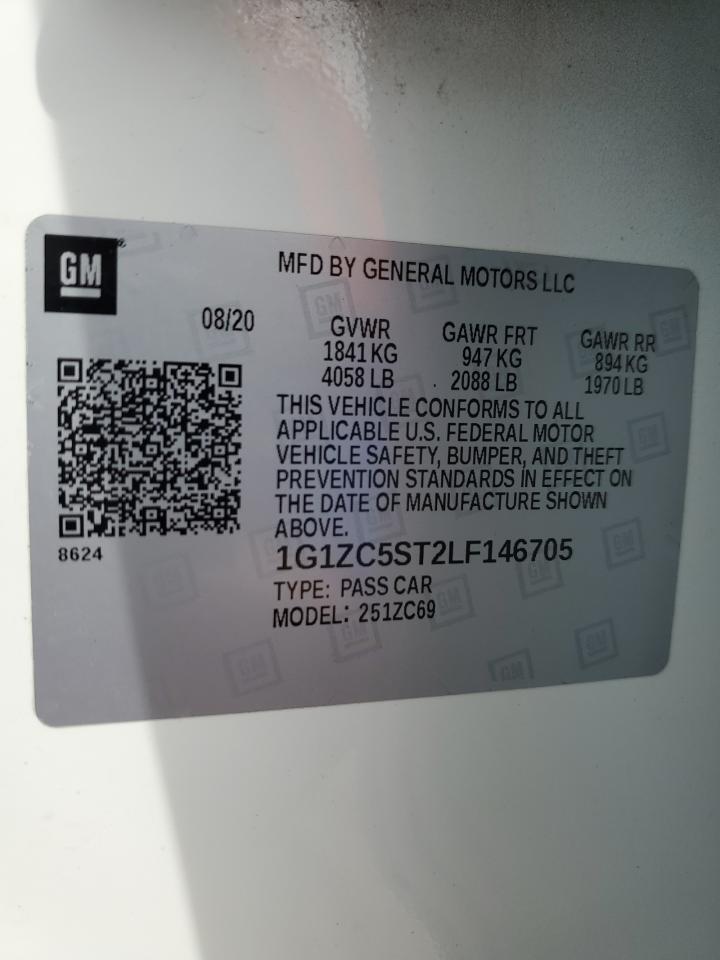 GM
MFD BY GENERAL MOTORS LLC
08/20
GVWR GAWR FRT GAWR RR
1841 KG 947 KG 894 KG
4058 LB 2088 LB 1970 LB
THIS VEHICLE CONFORMS TO ALL
APPLICABLE U.S. FEDERAL MOTOR
VEHICLE SAFETY, BUMPER, AND THEFT
PREVENTION STANDARDS IN EFFECT ON
THE DATE OF MANUFACTURE SHOWN
ABOVE.
8624
1G1ZC5ST2LF146705
TYPE: PASS CAR
MODEL: 251ZC69